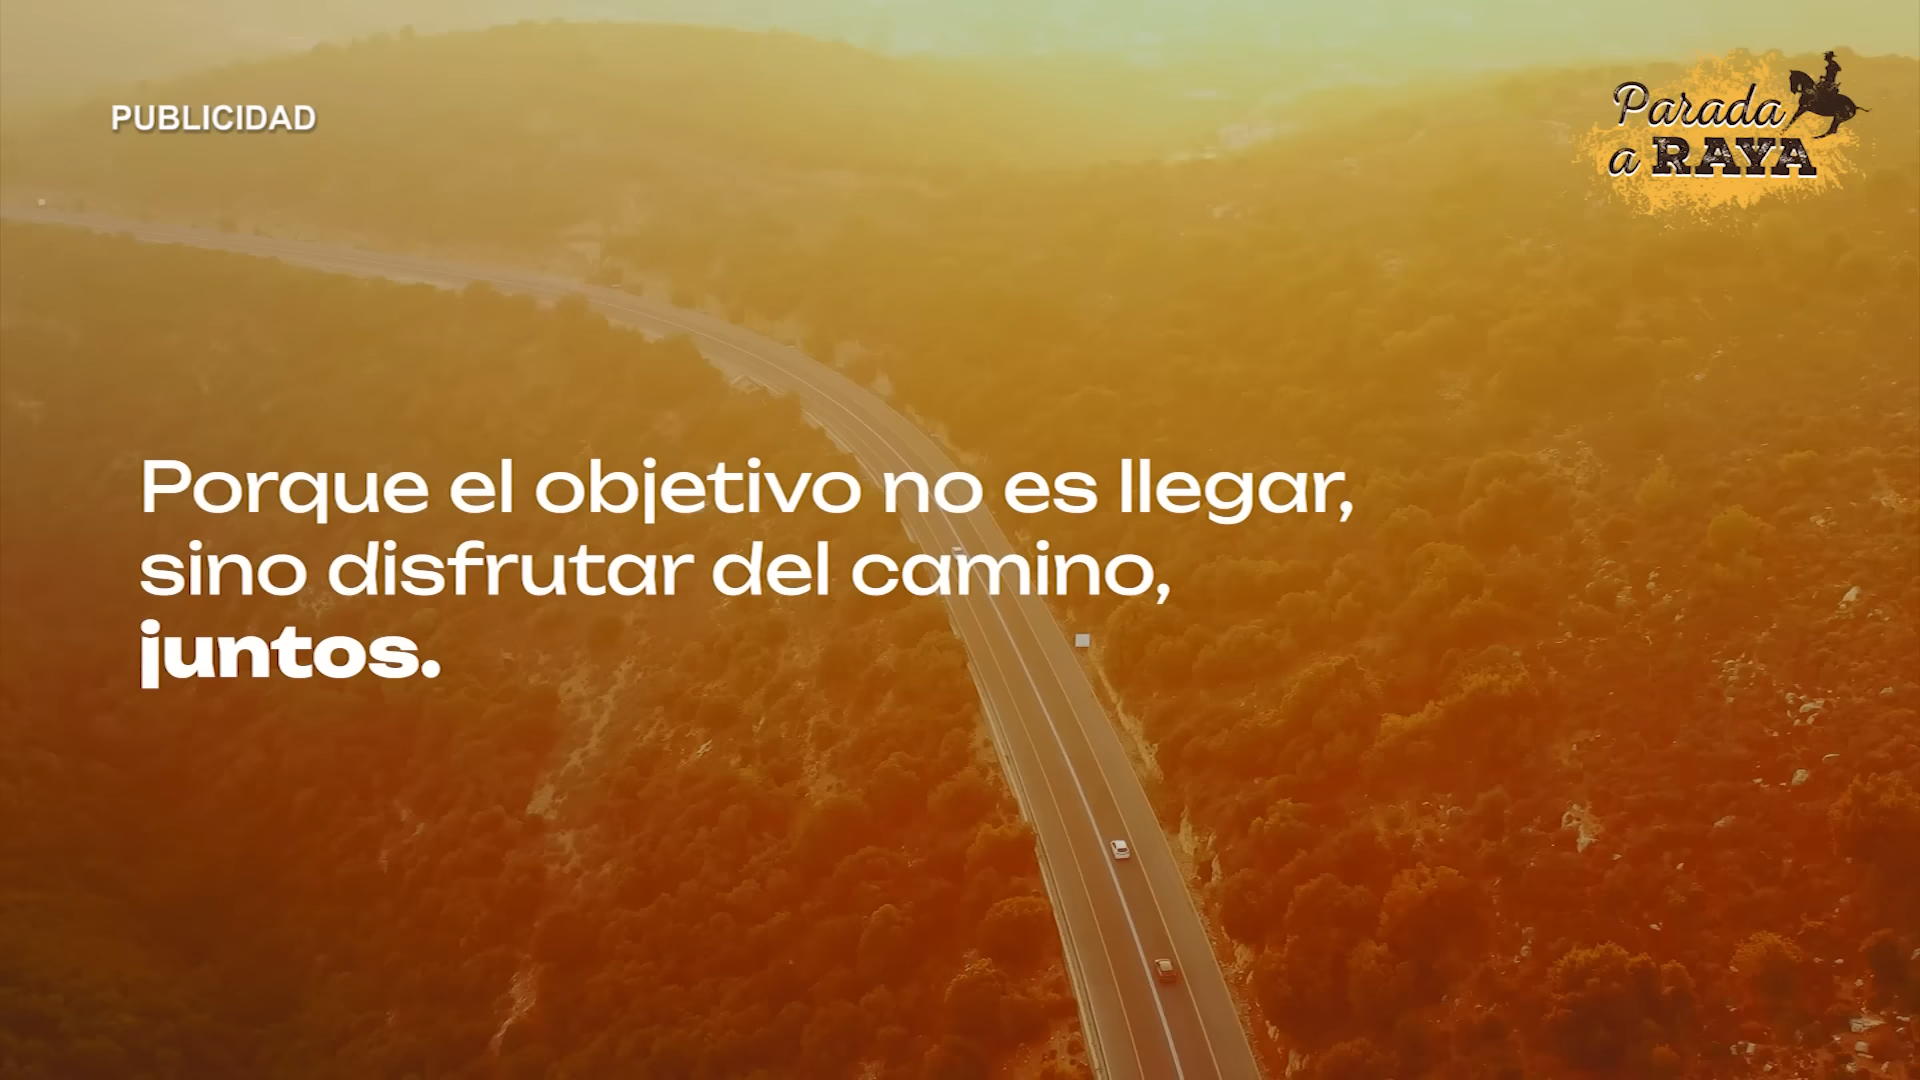 PUBLICIDAD
Parada
a RAYA
Porque el objetivo no es llegar,
sino disfrutar del camino,
juntos.